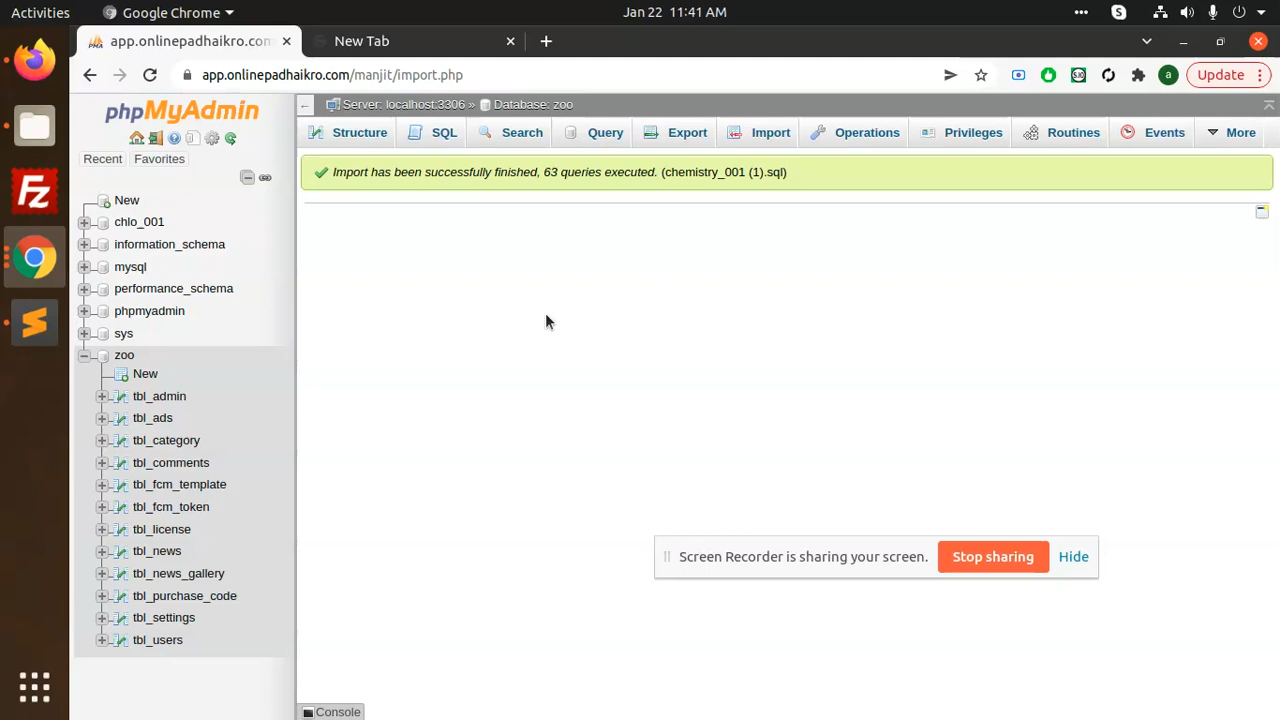 Activities
Google Chrome
Jan 22 11:41 AM
app.onlinepadhaikro.com
New Tab
app.onlinepadhaikro.com/manjit/import.php
a
Update
phpMyAdmin
Recent
Favorites
New
chlo_001
information_schema
mysql
performance_schema
phpmyadmin
sys
zoo
New
tbl_admin
tbl_ads
tbl_category
tbl_comments
tbl_fcm_template
tbl_fcm_token
tbl_license
tbl_news
tbl_news_gallery
tbl_purchase_code
tbl_settings
tbl_users
Server: localhost:3306 » Database: zoo
Structure SQL Search Query Export Import Operations Privileges Routines Events More
Import has been successfully finished, 63 queries executed. (chemistry_001 (1).sql)
Screen Recorder is sharing your screen. Stop sharing Hide
Console